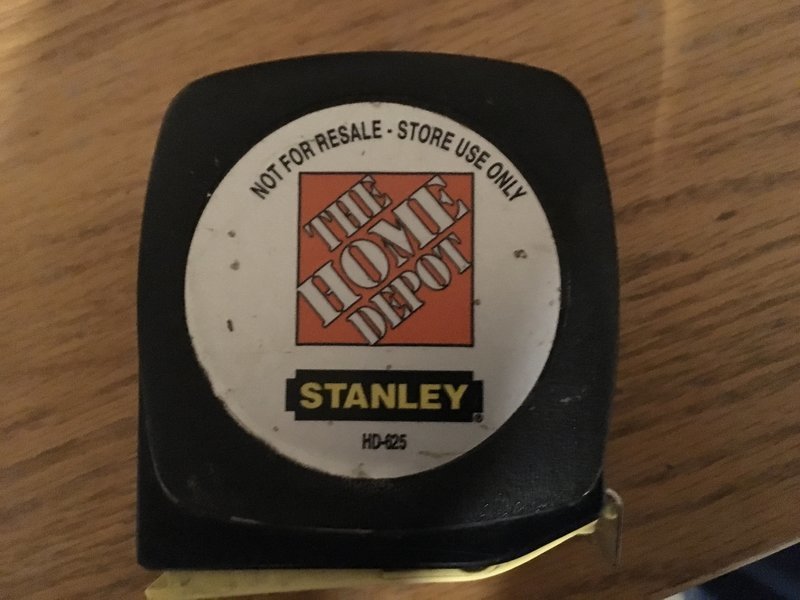 NOT FOR RESALE - STORE USE ONLY
THE
HOME
DEPOT
STANLEY®
HD-625